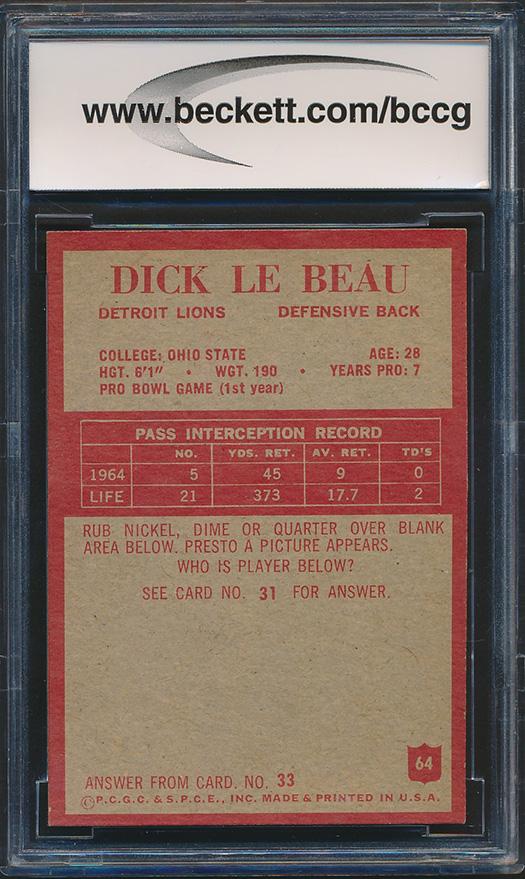 www.beckett.com/bccg
DICK LE BEAU
DETROIT LIONS DEFENSIVE BACK
COLLEGE: OHIO STATE AGE: 28
HGT. 6'1" • WGT. 190 • YEARS PRO: 7
PRO BOWL GAME (1st year)
PASS INTERCEPTION RECORD
NO. YDS. RET. AV. RET. TD'S
1964 5 45 9 0
LIFE 21 373 17.7 2
RUB NICKEL, DIME OR QUARTER OVER BLANK
AREA BELOW. PRESTO A PICTURE APPEARS.
WHO IS PLAYER BELOW?
SEE CARD NO. 31 FOR ANSWER.
64
ANSWER FROM CARD. NO. 33
©P.C.G.C. & S.P.C.E., INC. MADE & PRINTED IN U.S.A.